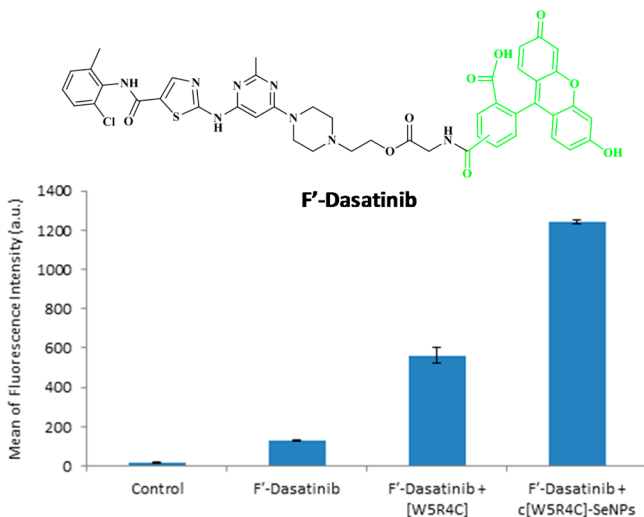 O
OH
NH
N
N
N
O
Cl
O
S
NH
N
N
O
O
H
N
O
OH
F'-Dasatinib
Mean of Fluorescence Intensity (a.u.)
1400
1200
1000
800
600
400
200
0
Control
F'-Dasatinib
F'-Dasatinib +
[W5R4C]
F'-Dasatinib +
c[W5R4C]-SeNPs